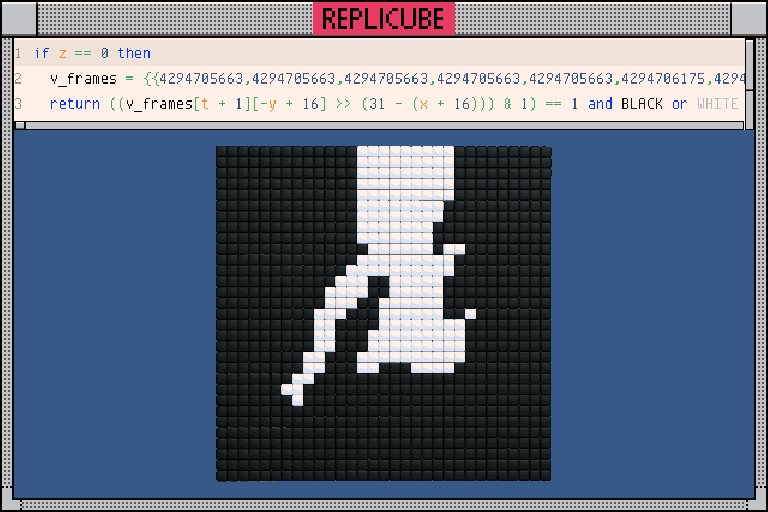 REPLICUBE
1 if z == 0 then
2 v_frames = {{4294705663,4294705663,4294705663,4294705663,4294705663,4294706175,4294
3 return ((v_frames[t + 1][-y + 16] >> (31 - (x + 16))) & 1) == 1 and BLACK or WHITE